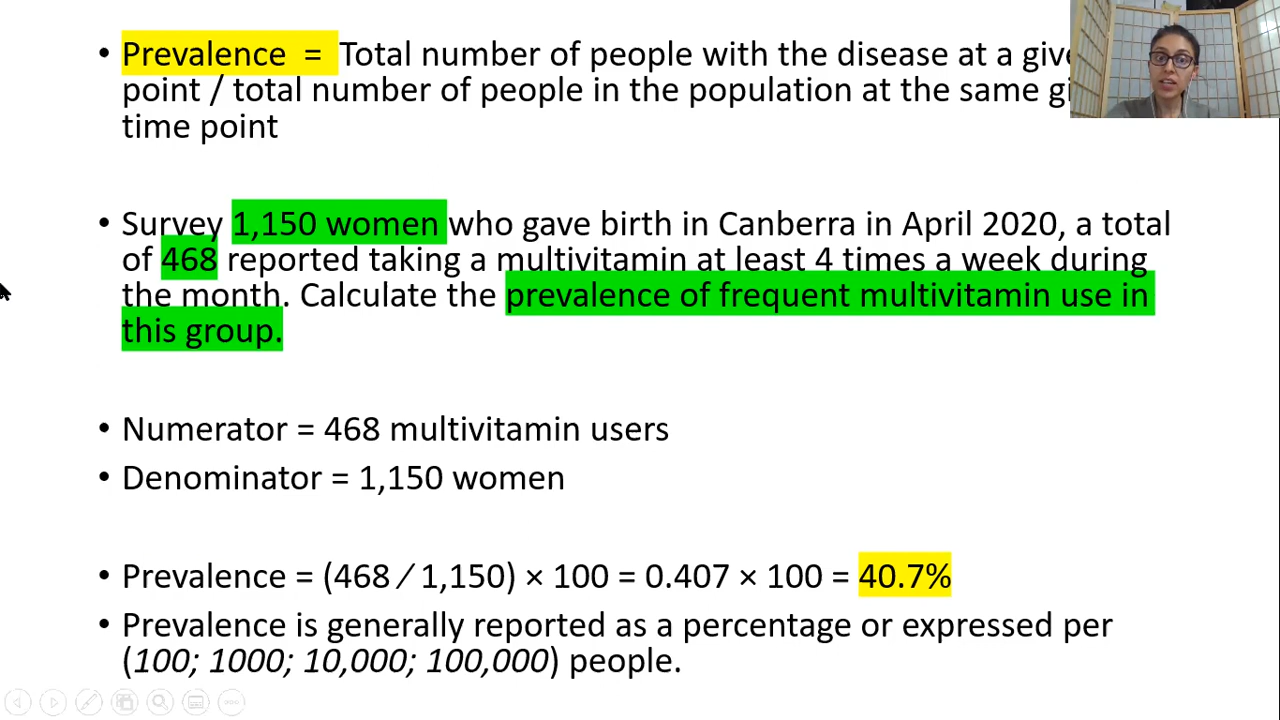 • Prevalence = Total number of people with the disease at a give
point / total number of people in the population at the same gi
time point
• Survey 1,150 women who gave birth in Canberra in April 2020, a total
of 468 reported taking a multivitamin at least 4 times a week during
the month. Calculate the prevalence of frequent multivitamin use in
this group.
• Numerator = 468 multivitamin users
• Denominator = 1,150 women
• Prevalence = (468 ∕ 1,150) × 100 = 0.407 × 100 = 40.7%
• Prevalence is generally reported as a percentage or expressed per
(100; 1000; 10,000; 100,000) people.